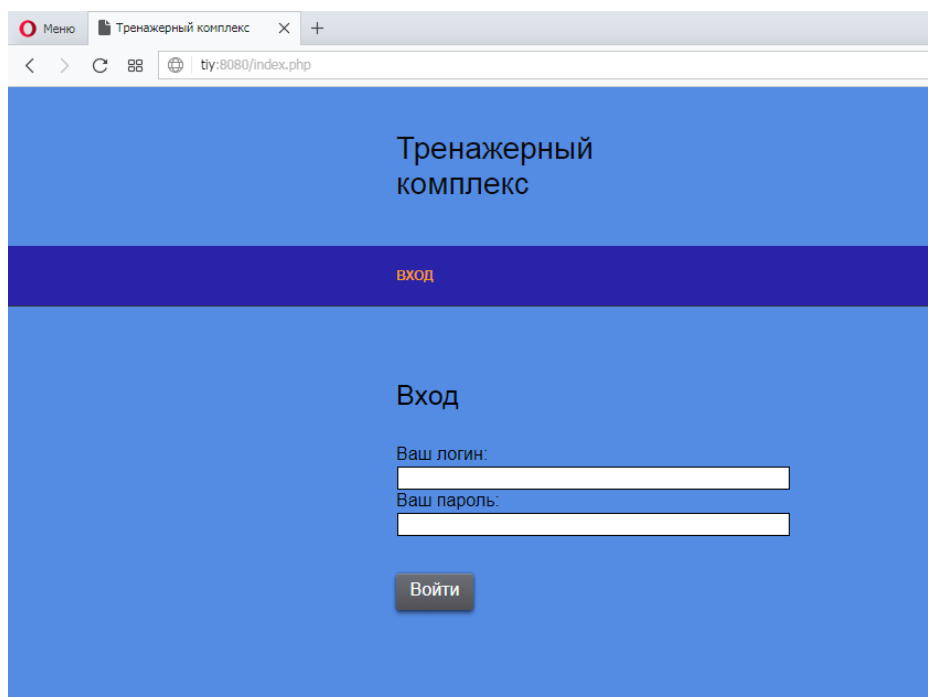 Меню
Тренажерный комплекс
tiy:8080/index.php
Тренажерный
комплекс
ВХОД
Вход
Ваш логин:
Ваш пароль:
Войти